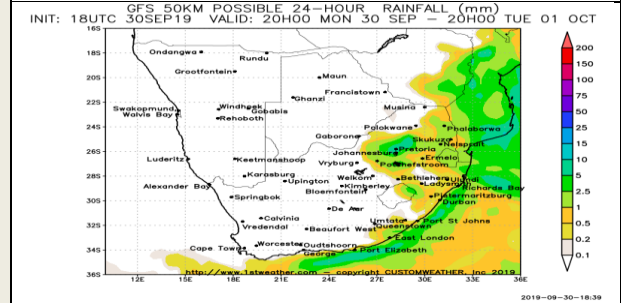 GFS 50KM POSSIBLE 24-HOUR RAINFALL (mm)
INIT: 18UTC 30SEP19 VALID: 20H00 MON 30 SEP - 20H00 TUE 01 OCT
16S
Ondangwa
Rundu
200
18S
150
Grootfontein
Maun
100
20S
Francistown
75
Ghanzi
22S
Musina
50
Swakopmund
Windhoek
Gobabis
Walvis Bay
Rehoboth
25
24S
Polokwane
Phalaborwa
15
Gaborone
Skukuza
Nelspruit
10
26S
Johannesburg
Pretoria
Luderitz
Keetmanshoop
Vryburg
Potchefstroom
Ermelo
5
28S
Karasburg
Upington
Welkom
Bethlehem
Ulundi
2.5
Alexander Bay
Kimberley
Ladysmith
Richards Bay
Bloemfontein
1
30S
Springbok
Pietermaritzburg
Durban
De Aar
0.5
32S
Calvinia
Umtata
Port St Johns
Vredendal
Beaufort West
Queenstown
0.2
East London
34S
Cape Town
Worcester
Oudtshoorn
George
Port Elizabeth
0.1
http://www.1stweather.com - copyright CUSTOMWEATHER, Inc 2019
36S
12E 15E 18E 21E 24E 27E 30E 33E 36E
2019-09-30-18:39